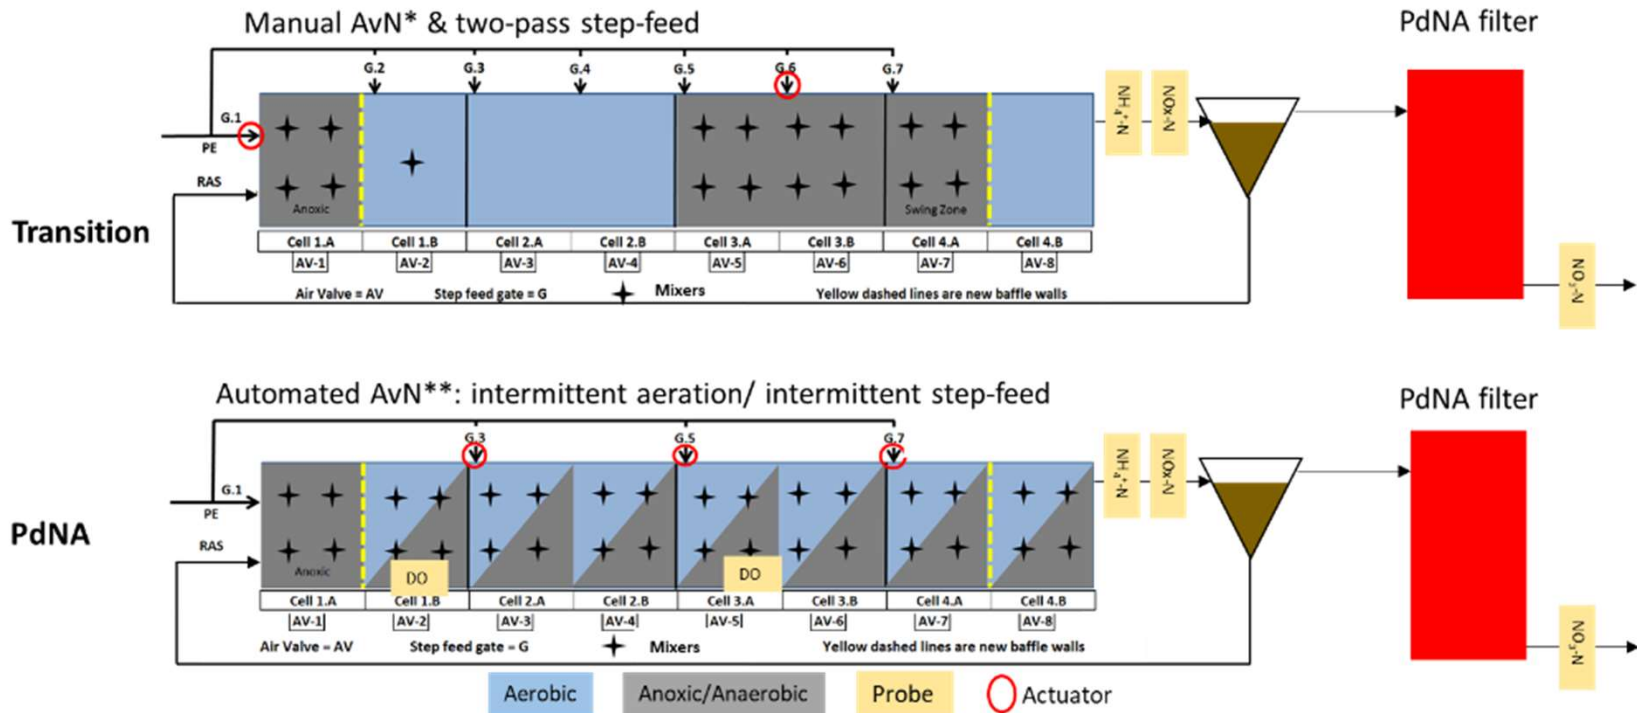 Manual AvN* & two-pass step-feed
PdNA filter
G.2 G.3 G.4 G.5 G.6 G.7
G.1
PE
RAS
NH₄⁺-N
NOx-N
Anoxic
Swing Zone
Transition
Cell 1.A Cell 1.B Cell 2.A Cell 2.B Cell 3.A Cell 3.B Cell 4.A Cell 4.B
AV-1 AV-2 AV-3 AV-4 AV-5 AV-6 AV-7 AV-8
Air Valve = AV Step feed gate = G Mixers Yellow dashed lines are new baffle walls
NO₃-N
Automated AvN**: intermittent aeration/ intermittent step-feed
PdNA filter
G.3 G.5 G.7
G.1
PE
RAS
NH₄⁺-N
NOx-N
PdNA
Anoxic
DO
DO
Cell 1.A Cell 1.B Cell 2.A Cell 2.B Cell 3.A Cell 3.B Cell 4.A Cell 4.B
AV-1 AV-2 AV-3 AV-4 AV-5 AV-6 AV-7 AV-8
Air Valve = AV Step feed gate = G Mixers Yellow dashed lines are new baffle walls
NO₃-N
Aerobic Anoxic/Anaerobic Probe Actuator